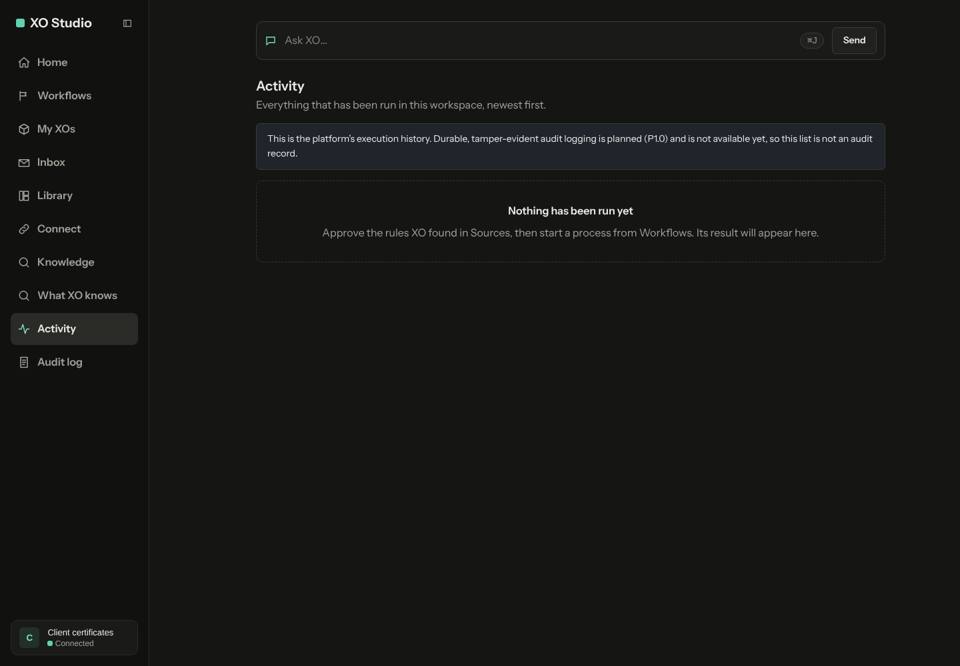 XO Studio
Home
Workflows
My XOs
Inbox
Library
Connect
Knowledge
What XO knows
Activity
Audit log
Client certificates
C
Connected
Ask XO...
⌘J
Send
Activity
Everything that has been run in this workspace, newest first.
This is the platform's execution history. Durable, tamper-evident audit logging is planned (P1.0) and is not available yet, so this list is not an audit
record.
Nothing has been run yet
Approve the rules XO found in Sources, then start a process from Workflows. Its result will appear here.